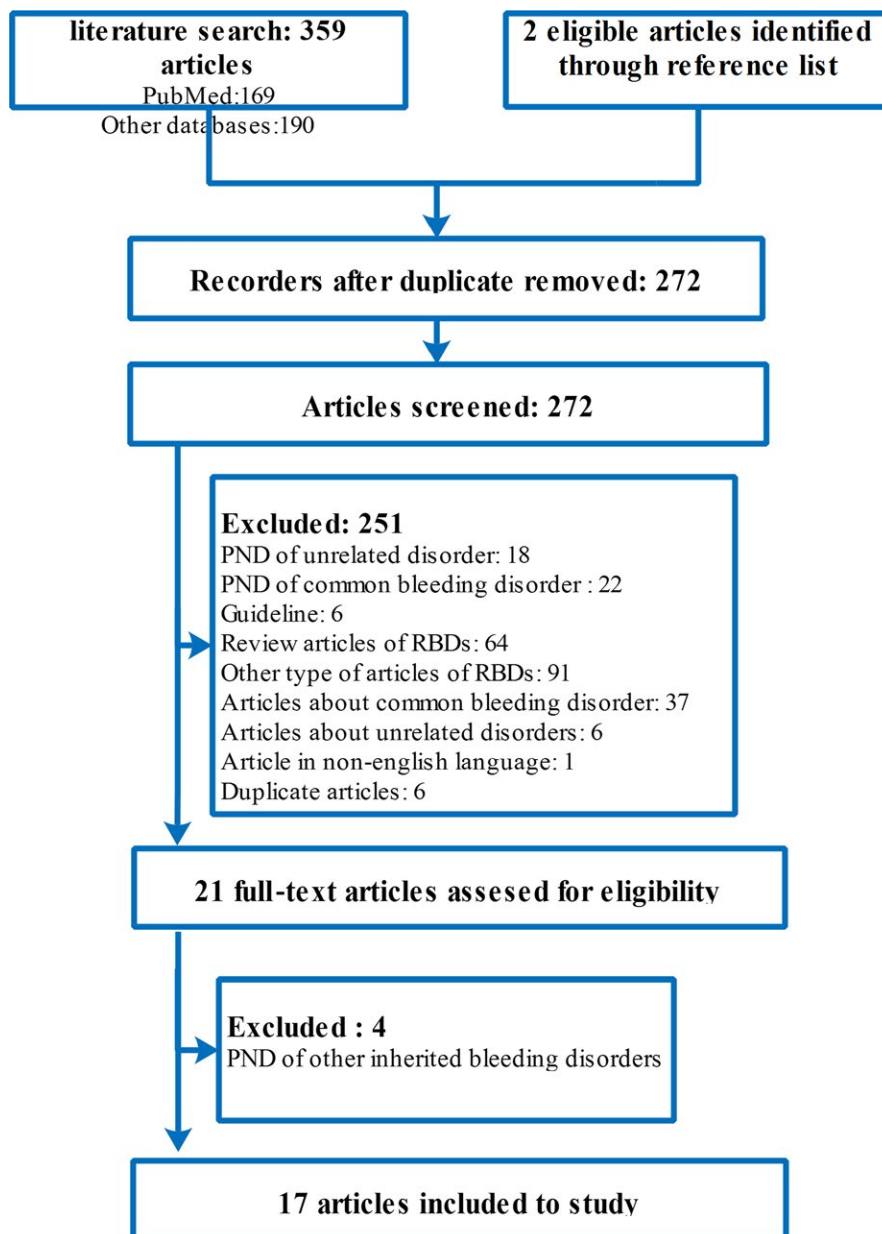 literature search: 359
articles
PubMed:169
Other databases:190
2 eligible articles identified
through reference list
Recorders after duplicate removed: 272
Articles screened: 272
Excluded: 251
PND of unrelated disorder: 18
PND of common bleeding disorder : 22
Guideline: 6
Review articles of RBDs: 64
Other type of articles of RBDs: 91
Articles about common bleeding disorder: 37
Articles about unrelated disorders: 6
Article in non-english language: 1
Duplicate articles: 6
21 full-text articles assesed for eligibility
Excluded : 4
PND of other inherited bleeding disorders
17 articles included to study